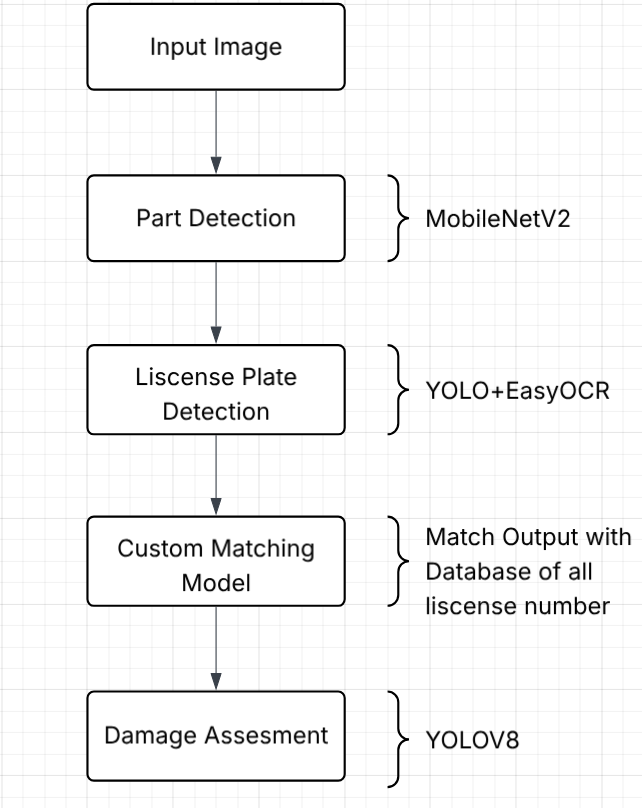 Input Image
Part Detection
MobileNetV2
Liscense Plate
Detection
YOLO+EasyOCR
Custom Matching
Model
Match Output with
Database of all
liscense number
Damage Assesment
YOLOV8